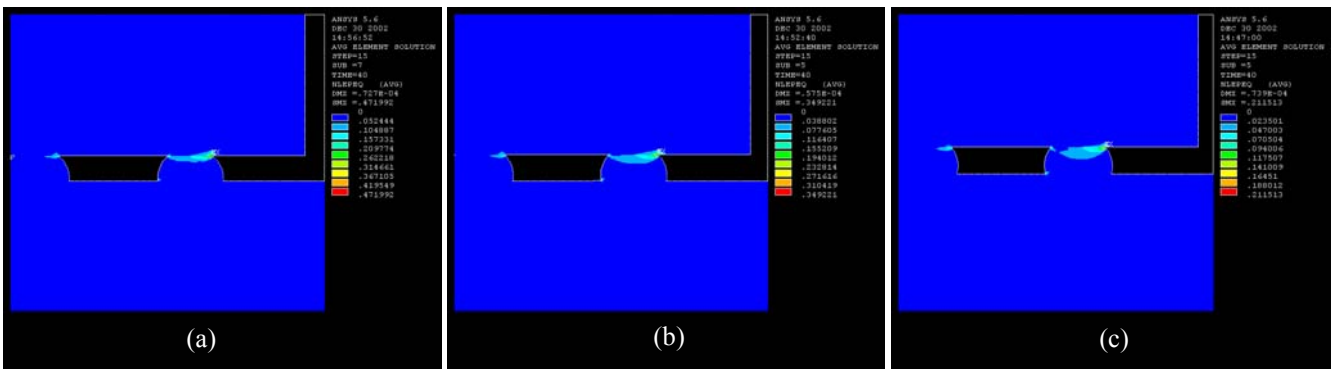 ANSYS 5.6
DEC 30 2002
14:56:52
AVG ELEMENT SOLUTION
STEP=15
SUB =7
TIME=40
NLEPEQ (AVG)
DMX =.727E-04
SMX =.471992
0
.052444
.104887
.157331
.209774
.262218
.314661
.367105
.419549
.471992
(a)
ANSYS 5.6
DEC 30 2002
14:52:40
AVG ELEMENT SOLUTION
STEP=15
SUB =5
TIME=40
NLEPEQ (AVG)
DMX =.575E-04
SMX =.349221
0
.038802
.077605
.116407
.155209
.194012
.232814
.271616
.310419
.349221
(b)
ANSYS 5.6
DEC 30 2002
14:47:00
AVG ELEMENT SOLUTION
STEP=15
SUB =5
TIME=40
NLEPEQ (AVG)
DMX =.739E-04
SMX =.211513
0
.023501
.047003
.070504
.094006
.117507
.141009
.16451
.188012
.211513
(c)